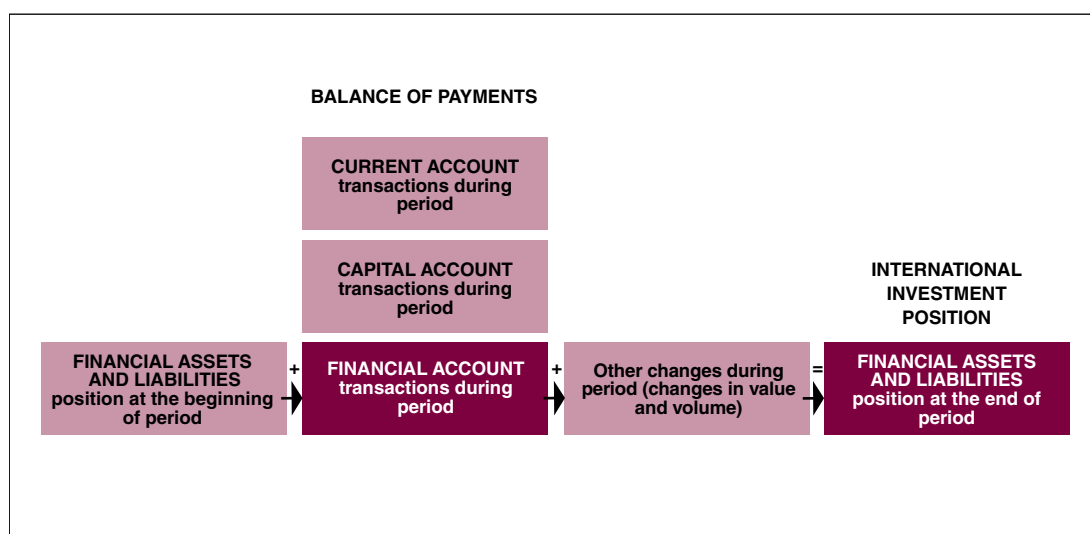 BALANCE OF PAYMENTS
CURRENT ACCOUNT
transactions during
period
CAPITAL ACCOUNT
transactions during
period
INTERNATIONAL
INVESTMENT
POSITION
FINANCIAL ASSETS
AND LIABILITIES
position at the beginning
of period
+
FINANCIAL ACCOUNT
transactions during
period
+
Other changes during
period (changes in value
and volume)
=
FINANCIAL ASSETS
AND LIABILITIES
position at the end of
period